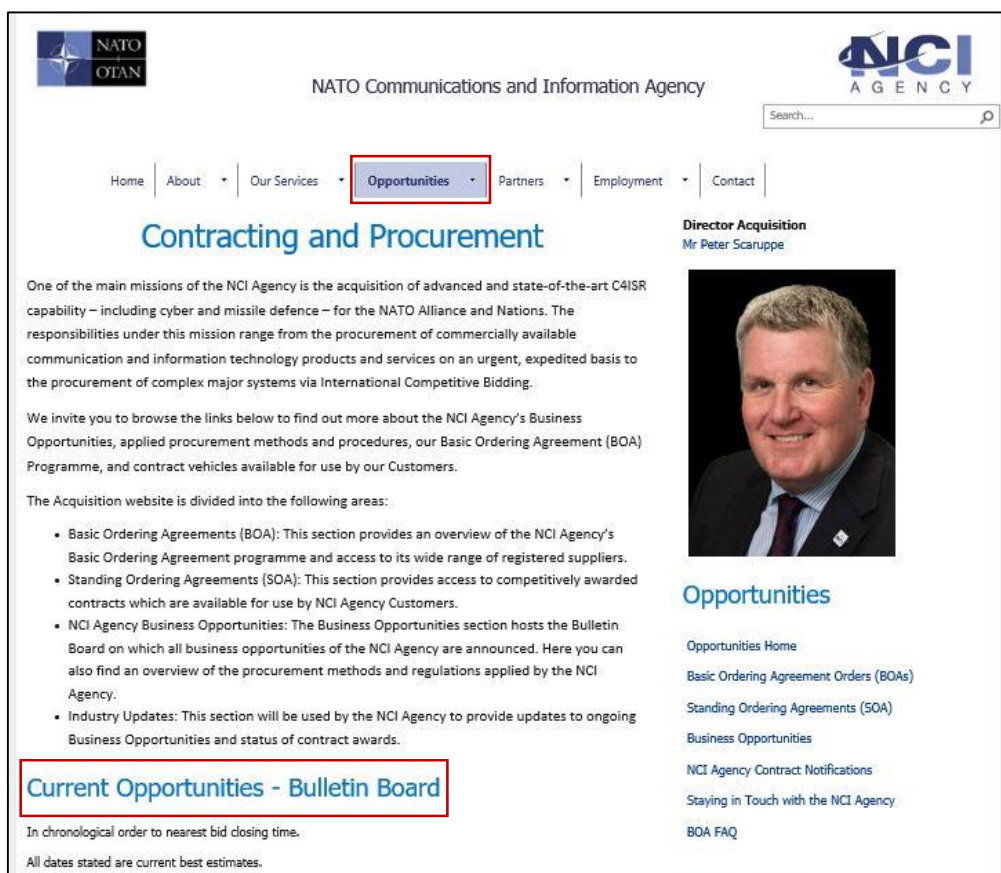 NATO
OTAN
NATO Communications and Information Agency
NCI
AGENCY
Search...
Home
About
Our Services
Opportunities
Partners
Employment
Contact
Contracting and Procurement
One of the main missions of the NCI Agency is the acquisition of advanced and state-of-the-art C4ISR
capability – including cyber and missile defence – for the NATO Alliance and Nations. The
responsibilities under this mission range from the procurement of commercially available
communication and information technology products and services on an urgent, expedited basis to
the procurement of complex major systems via International Competitive Bidding.
We invite you to browse the links below to find out more about the NCI Agency's Business
Opportunities, applied procurement methods and procedures, our Basic Ordering Agreement (BOA)
Programme, and contract vehicles available for use by our Customers.
The Acquisition website is divided into the following areas:
• Basic Ordering Agreements (BOA): This section provides an overview of the NCI Agency's
Basic Ordering Agreement programme and access to its wide range of registered suppliers.
• Standing Ordering Agreements (SOA): This section provides access to competitively awarded
contracts which are available for use by NCI Agency Customers.
• NCI Agency Business Opportunities: The Business Opportunities section hosts the Bulletin
Board on which all business opportunities of the NCI Agency are announced. Here you can
also find an overview of the procurement methods and regulations applied by the NCI
Agency.
• Industry Updates: This section will be used by the NCI Agency to provide updates to ongoing
Business Opportunities and status of contract awards.
Current Opportunities - Bulletin Board
In chronological order to nearest bid closing time.
All dates stated are current best estimates.
Director Acquisition
Mr Peter Scaruppe
Opportunities
Opportunities Home
Basic Ordering Agreement Orders (BOAs)
Standing Ordering Agreements (SOA)
Business Opportunities
NCI Agency Contract Notifications
Staying in Touch with the NCI Agency
BOA FAQ